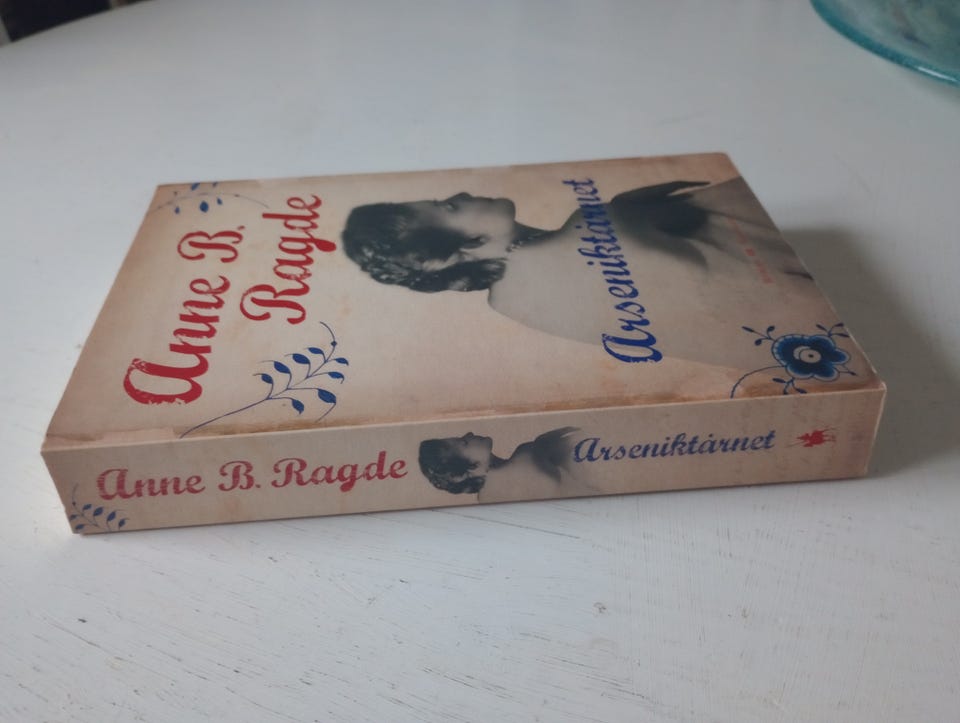 Anne B.
Ragde
Arseniktårnet
Anne B. Ragde
Arseniktårnet